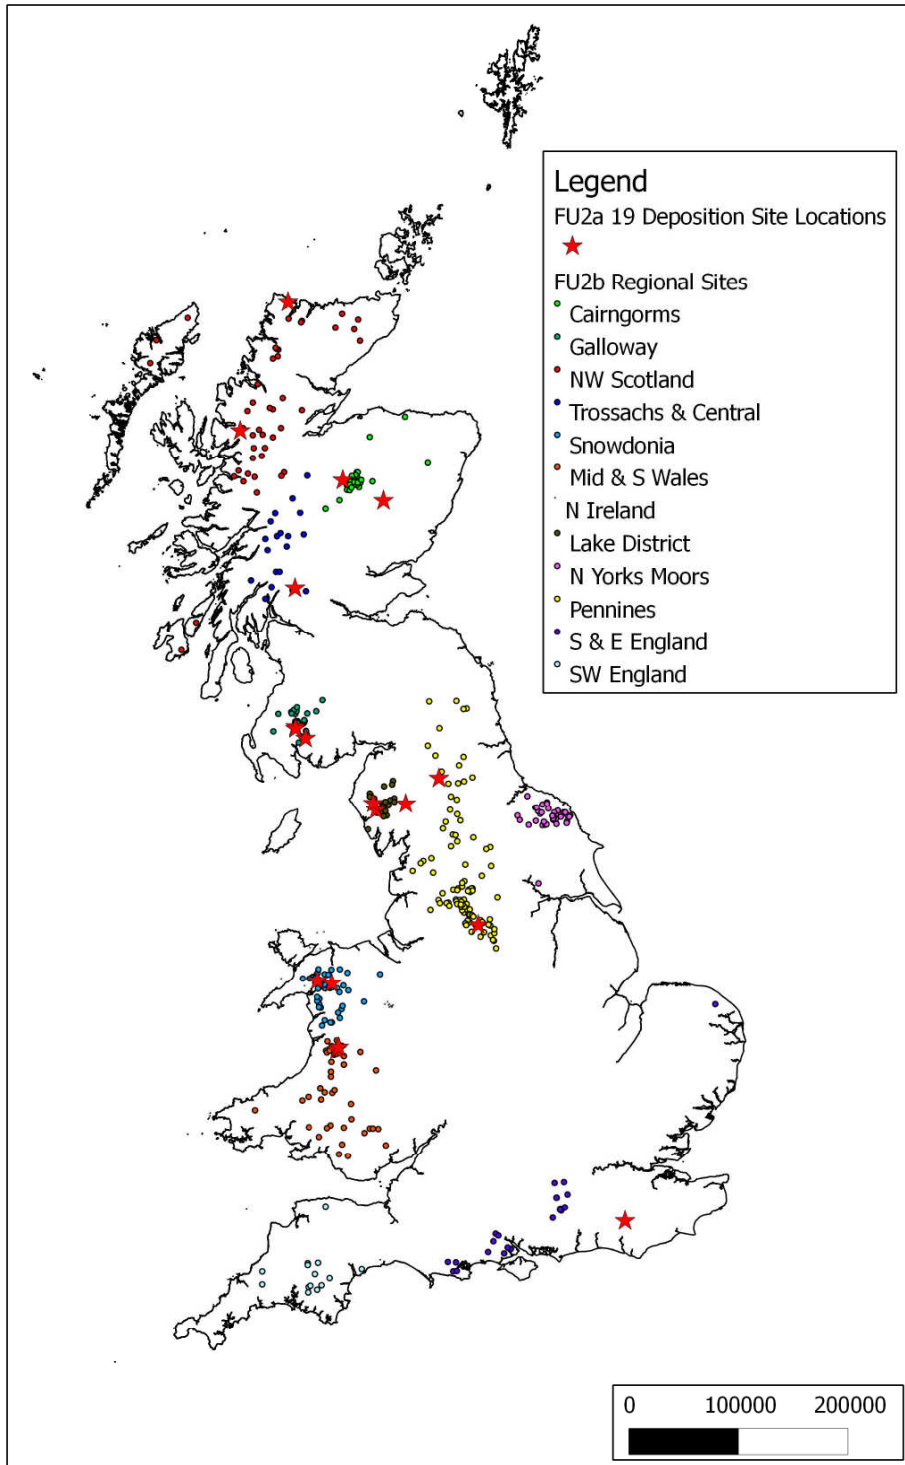 Legend
FU2a 19 Deposition Site Locations
FU2b Regional Sites
Cairngorms
Galloway
NW Scotland
Trossachs & Central
Snowdonia
Mid & S Wales
N Ireland
Lake District
N Yorks Moors
Pennines
S & E England
SW England
0 100000 200000